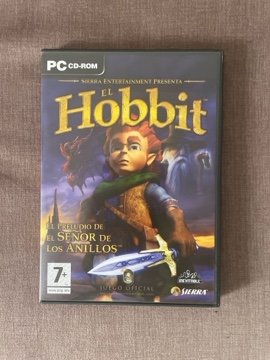 PC CD-ROM
SIERRA ENTERTAINMENT PRESENTA
EL
Hobbit
EL PRELUDIO DE
EL SEÑOR DE
LOS ANILLOS™
7+
JUEGO OFICIAL
SIERRA